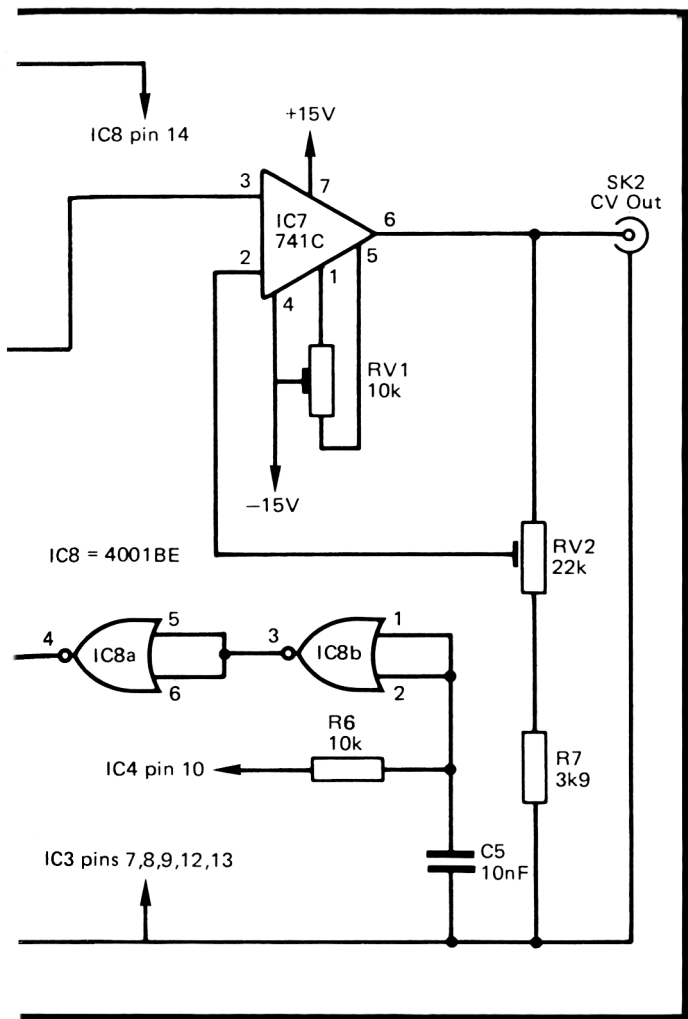 IC8 pin 14
+15V
SK2
CV Out
3
7
IC7
741C
6
5
2
1
4
RV1
10k
−15V
IC8 = 4001BE
RV2
22k
4
IC8a
5
6
3
IC8b
1
2
R6
10k
IC4 pin 10
R7
3k9
IC3 pins 7,8,9,12,13
C5
10nF